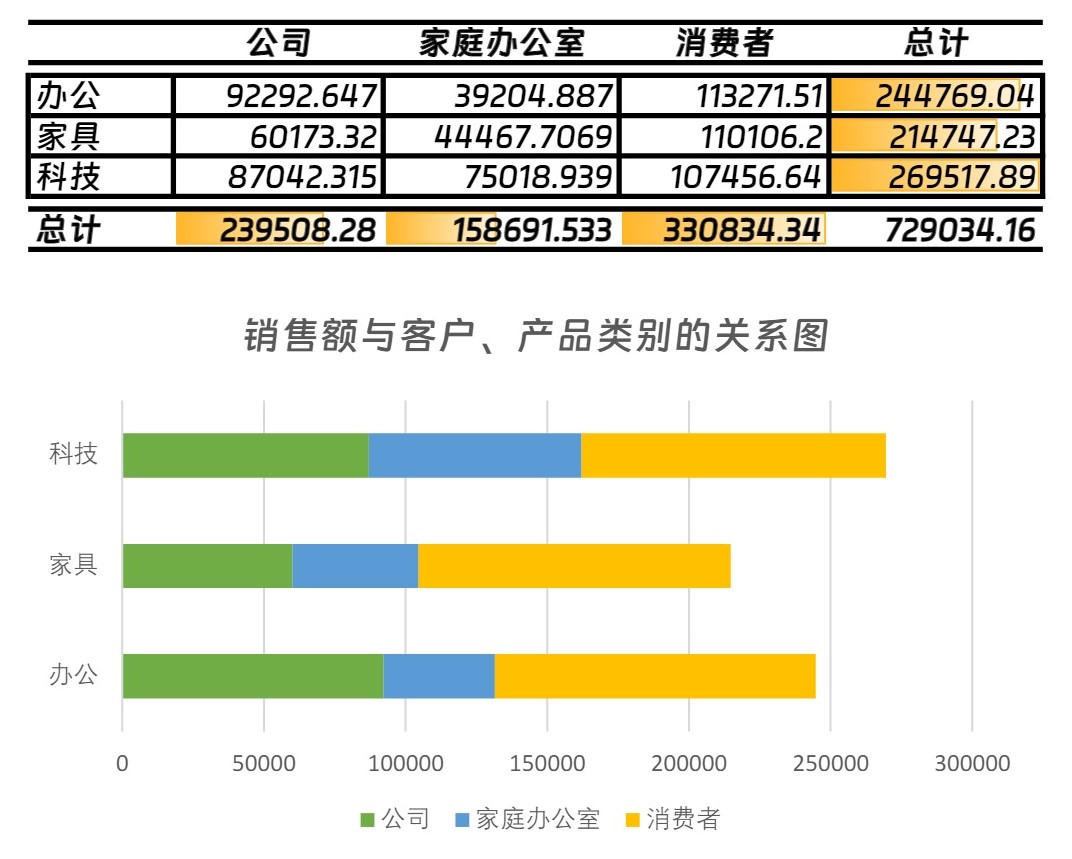 公司 家庭办公室 消费者 总计
办公 92292.647 39204.887 113271.51 244769.04
家具 60173.32 44467.7069 110106.2 214747.23
科技 87042.315 75018.939 107456.64 269517.89
总计 239508.28 158691.533 330834.34 729034.16
销售额与客户、产品类别的关系图
科技
家具
办公
0 50000 100000 150000 200000 250000 300000
公司 家庭办公室 消费者